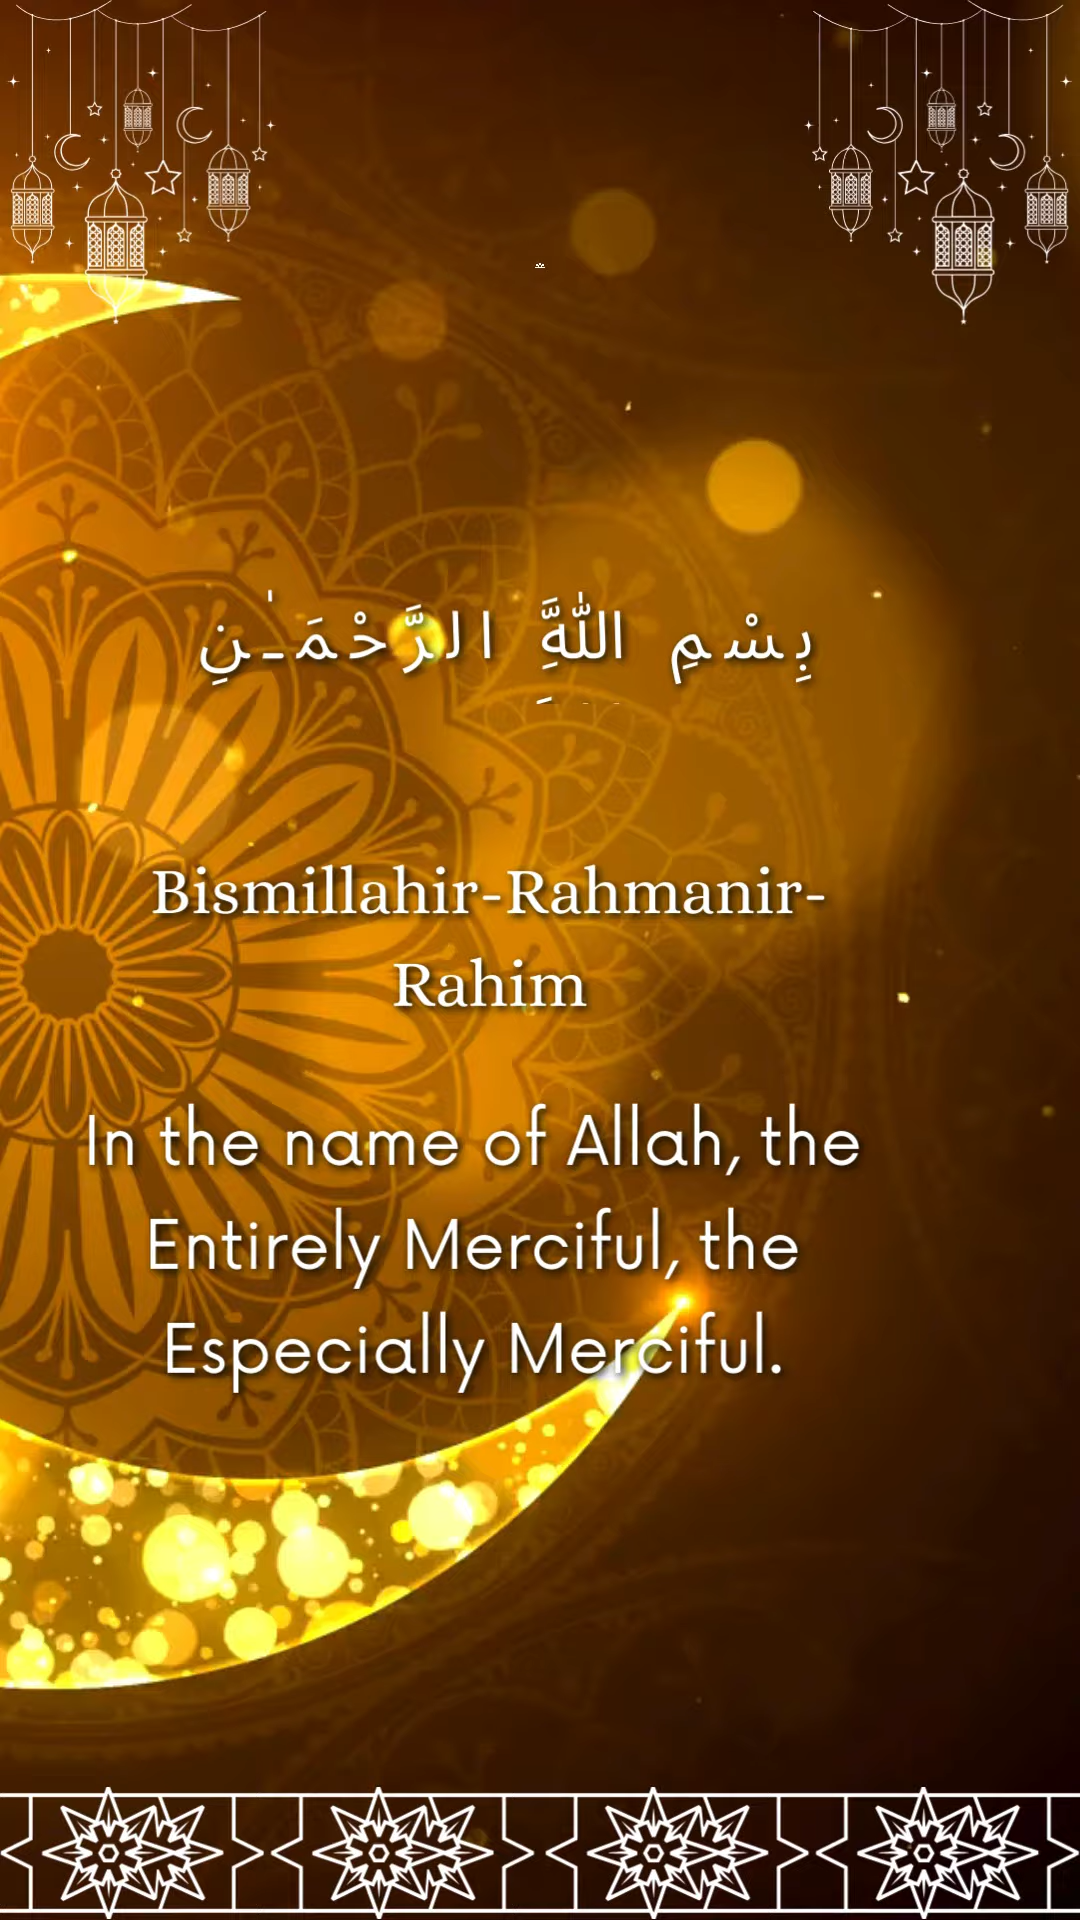 بِسْمِ اللَّهِ الرَّحْمَـٰنِ
Bismillahir-Rahmanir-
Rahim
In the name of Allah, the
Entirely Merciful, the
Especially Merciful.